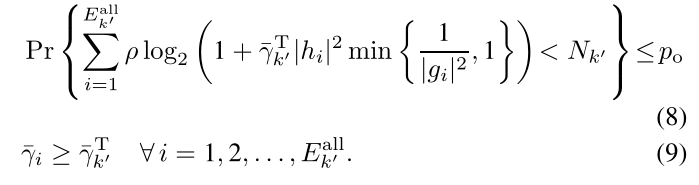 Pr { ∑_{i=1}^{E_{k'}^{all}} ρ log₂ ( 1 + γ̄_{k'}^{T} |h_i|² min { 1/|g_i|², 1 } ) < N_{k'} } ≤ p_o
(8)
γ̄_i ≥ γ̄_{k'}^{T} ∀ i = 1, 2, . . . , E_{k'}^{all}. (9)